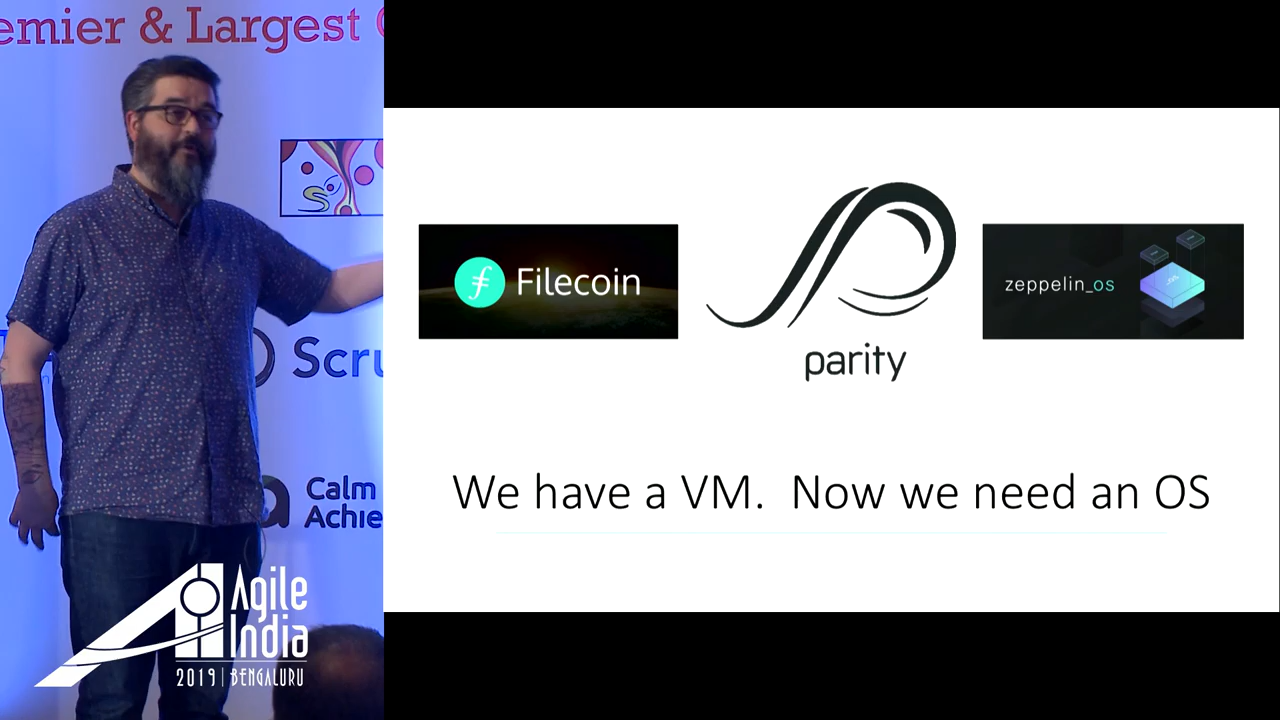 emier & Largest
Scru
Calm
Achie
Agile
India
2019 | BENGALURU
Filecoin
parity
zeppelin_os
We have a VM.  Now we need an OS